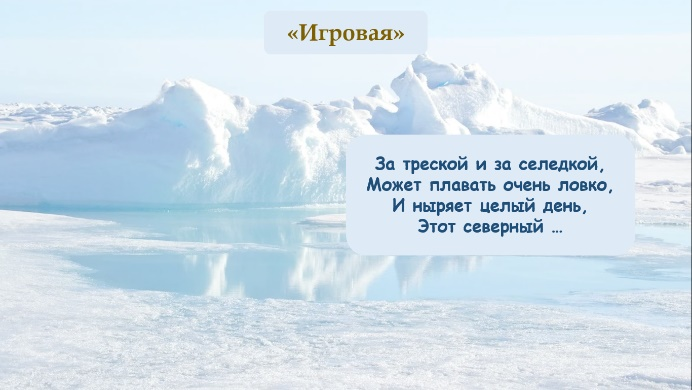 «Игровая»
За треской и за селедкой,
Может плавать очень ловко,
И ныряет целый день,
Этот северный ...